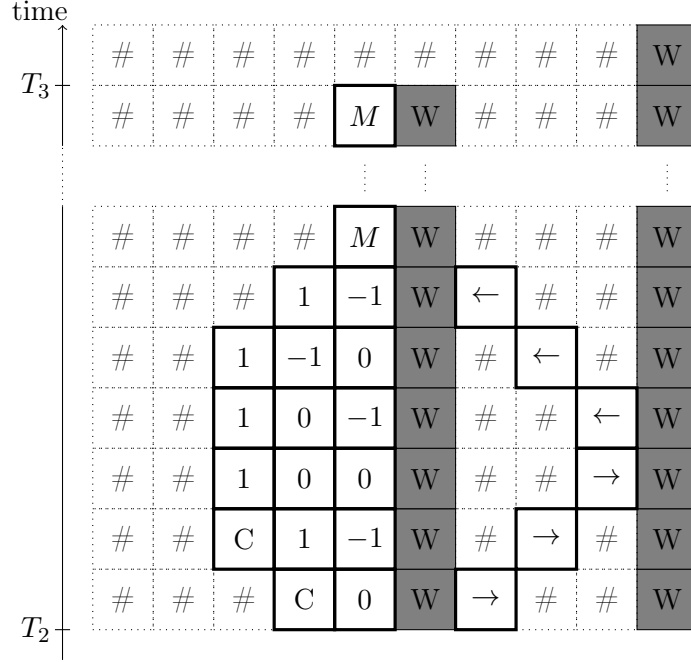 time
# # # # # # # # # W
T₃
# # # # M W # # # W
# # # # M W # # # W
# # # 1 −1 W ← # # W
# # 1 −1 0 W # ← # W
# # 1 0 −1 W # # ← W
# # 1 0 0 W # # → W
# # C 1 −1 W # → # W
# # # C 0 W → # # W
T₂